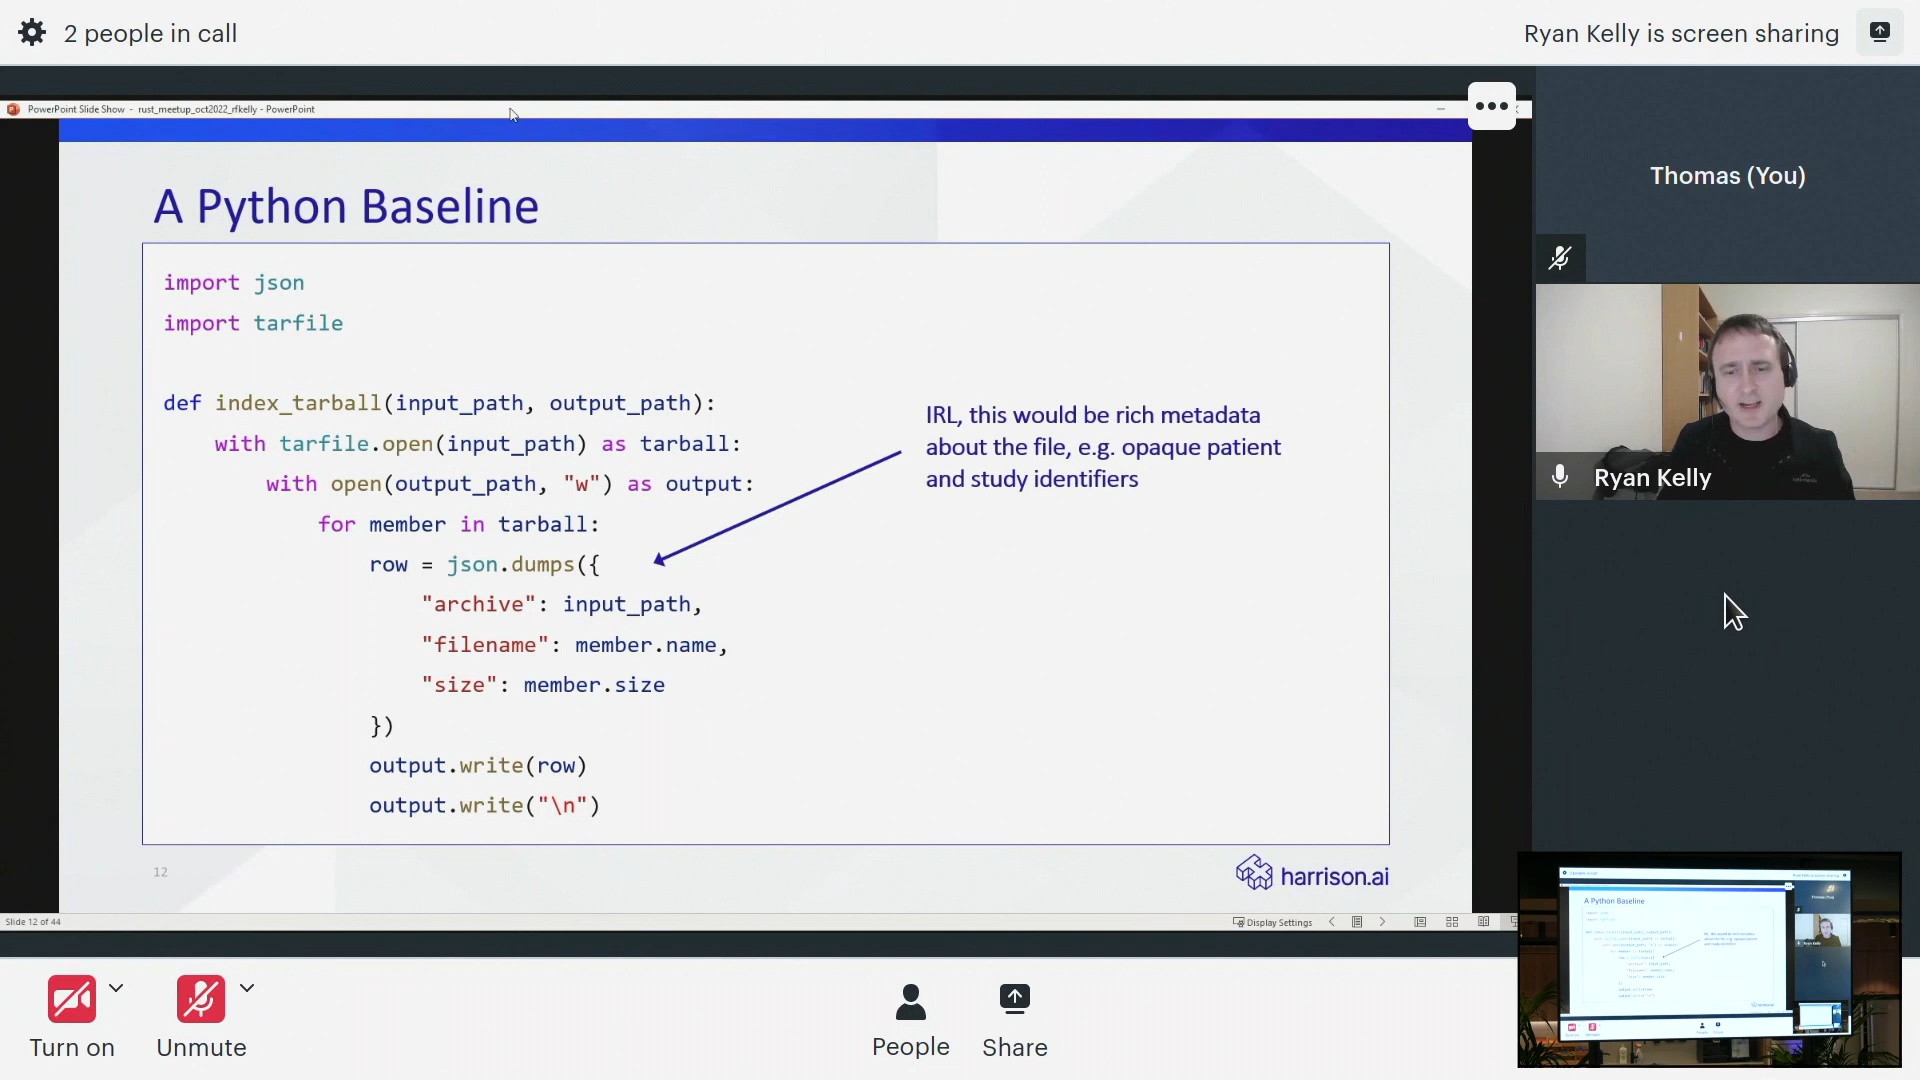 2 people in call
Ryan Kelly is screen sharing
PowerPoint Slide Show - rust_meetup_oct2022_rfkelly - PowerPoint
A Python Baseline
import json
import tarfile
def index_tarball(input_path, output_path):
with tarfile.open(input_path) as tarball:
with open(output_path, "w") as output:
for member in tarball:
row = json.dumps({
"archive": input_path,
"filename": member.name,
"size": member.size
})
output.write(row)
output.write("\n")
IRL, this would be rich metadata
about the file, e.g. opaque patient
and study identifiers
12
harrison.ai
Slide 12 of 44
Display Settings
Thomas (You)
Ryan Kelly
Turn on
Unmute
People
Share
A Python Baseline